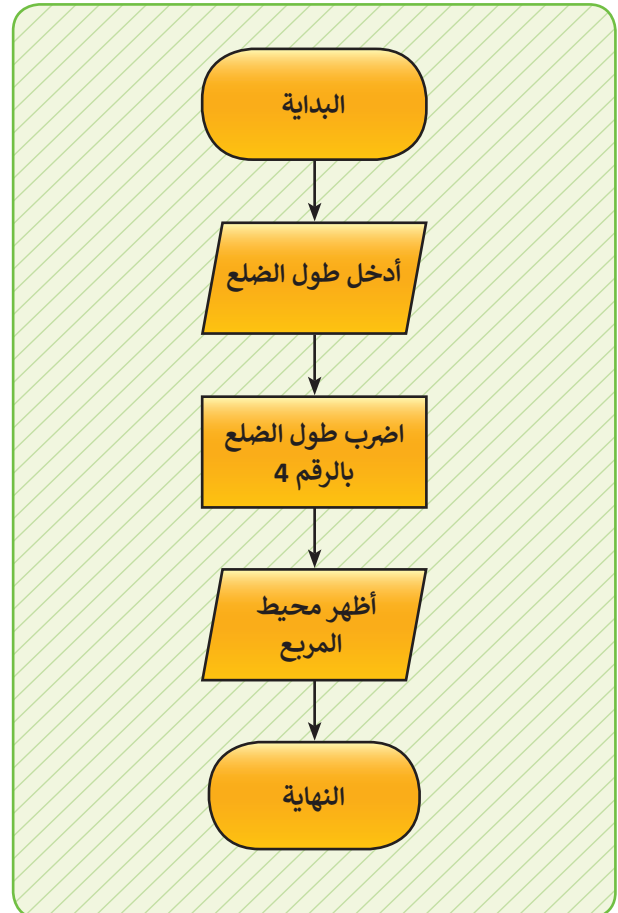 البداية
أدخل طول الضلع
اضرب طول الضلع
بالرقم 4
أظهر محيط
المربع
النهاية